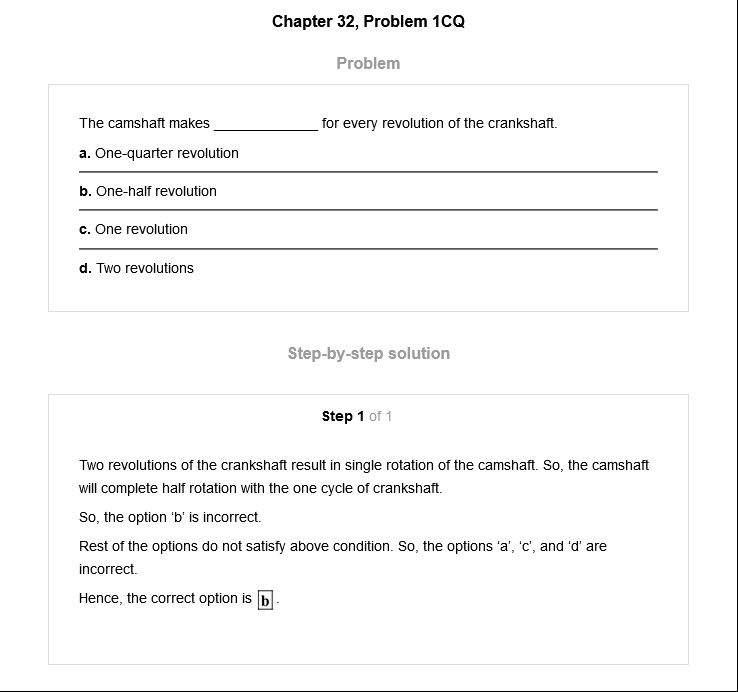 Chapter 32, Problem 1CQ
Problem
The camshaft makes _____________ for every revolution of the crankshaft.
a. One-quarter revolution
b. One-half revolution
c. One revolution
d. Two revolutions
Step-by-step solution
Step 1 of 1
Two revolutions of the crankshaft result in single rotation of the camshaft. So, the camshaft
will complete half rotation with the one cycle of crankshaft.
So, the option ‘b’ is incorrect.
Rest of the options do not satisfy above condition. So, the options ‘a’, ‘c’, and ‘d’ are
incorrect.
Hence, the correct option is b .